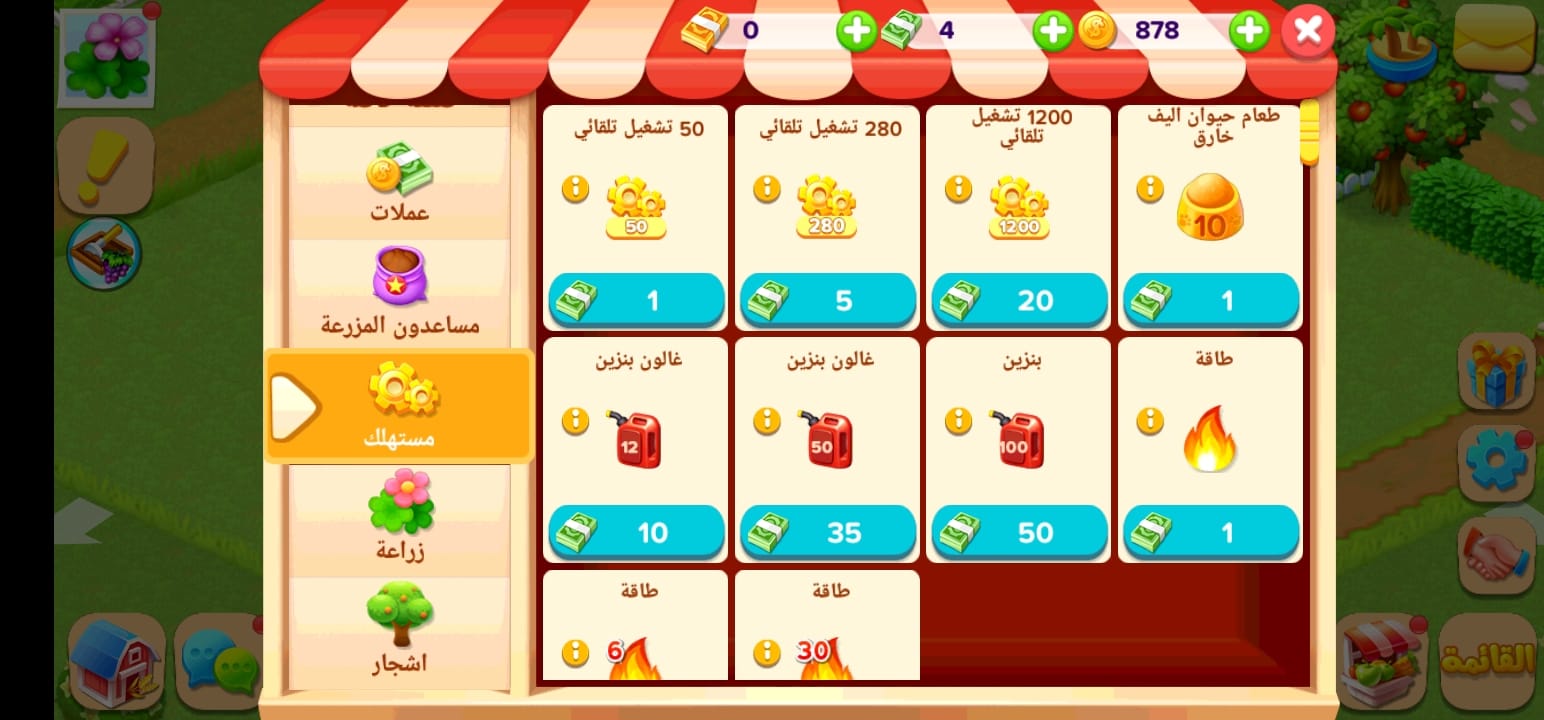 0
4
878
عملات
مساعدون المزرعة
مستهلك
زراعة
اشجار
50 تشغيل تلقائي
50
1
280 تشغيل تلقائي
280
5
1200 تشغيل
تلقائي
1200
20
طعام حيوان اليف
خارق
10
1
غالون بنزين
12
10
غالون بنزين
50
35
بنزين
100
50
طاقة
1
طاقة
6
طاقة
30
القائمة